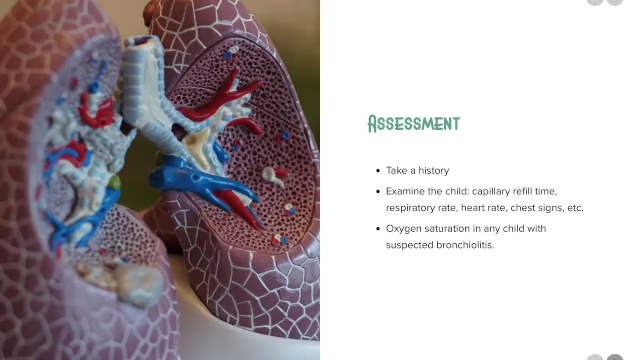 Assessment
• Take a history
• Examine the child: capillary refill time,
respiratory rate, heart rate, chest signs, etc.
• Oxygen saturation in any child with
suspected bronchiolitis.